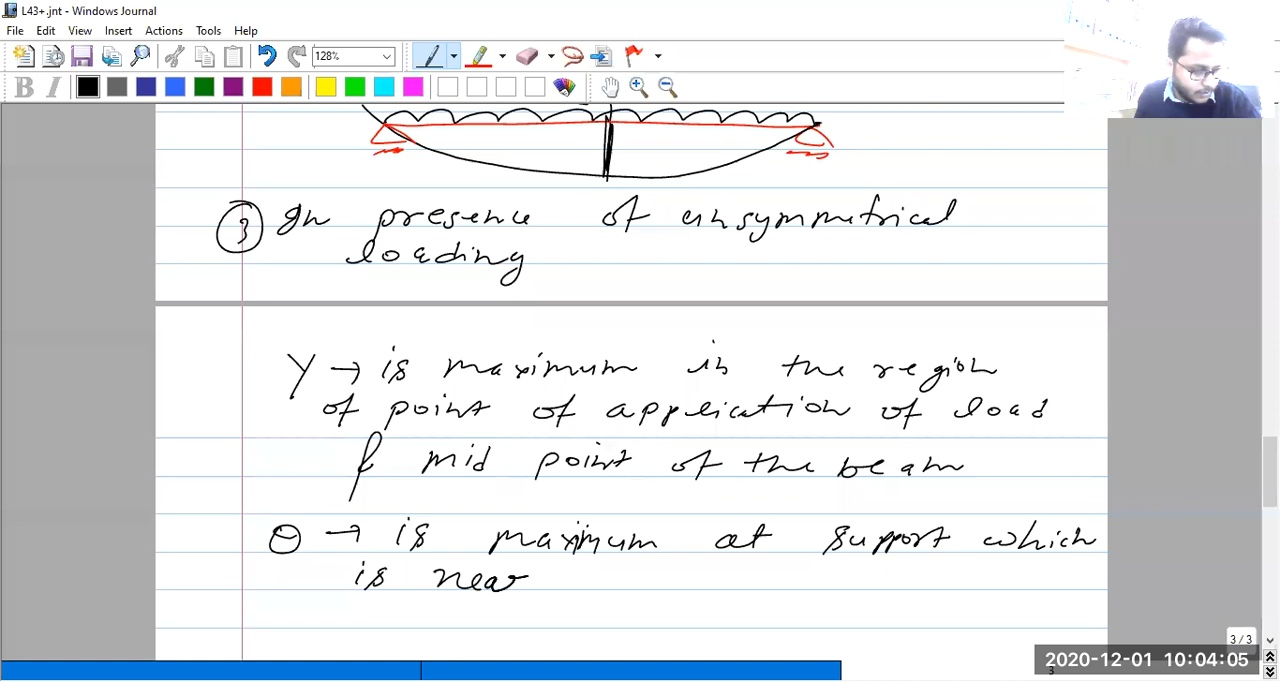 L43+.jnt - Windows Journal
File Edit View Insert Actions Tools Help
128%
B I
3 In presence of unsymmetrical
loading
Y → is maximum in the region
of point of application of load
& mid point of the beam
θ → is maximum at support which
is near
3 / 3
2020-12-01 10:04:05
3